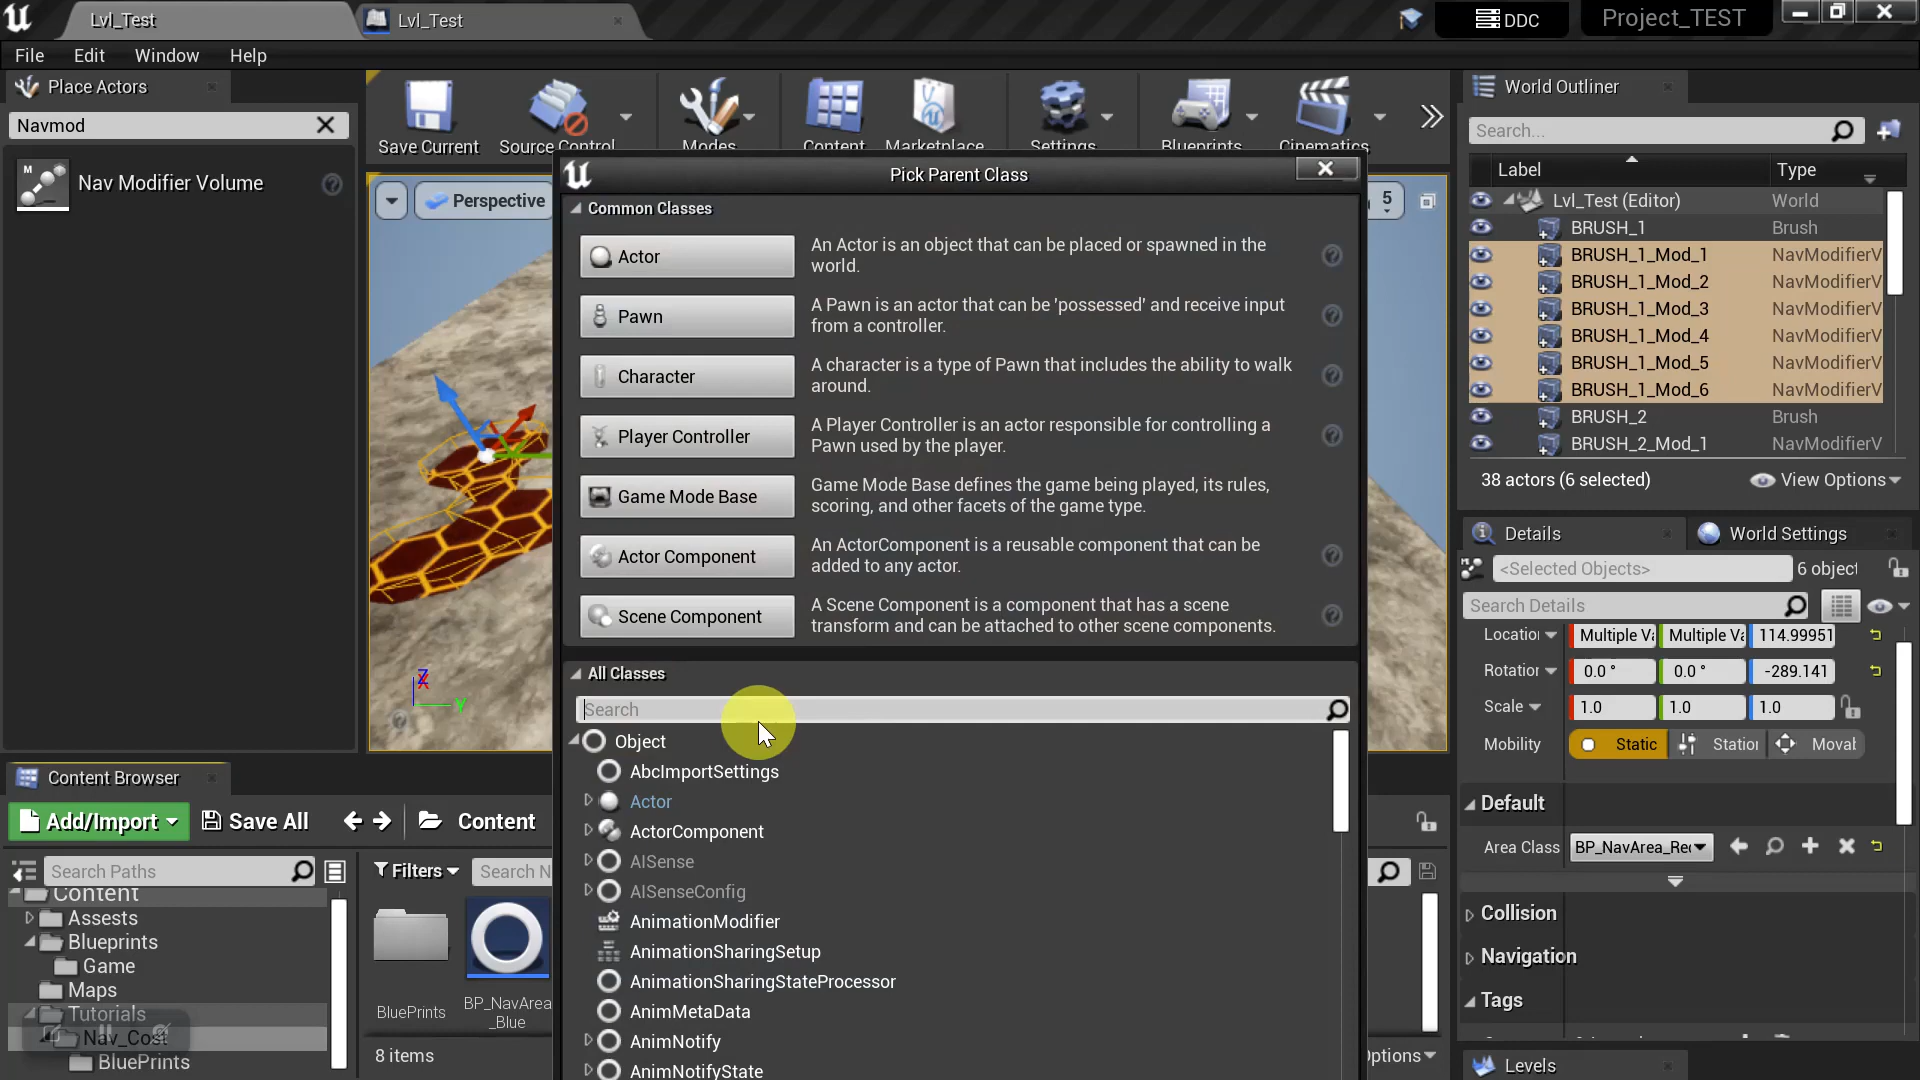 Lvl_Test
Lvl_Test
DDC
Project_TEST
File Edit Window Help
Place Actors
Navmod
Nav Modifier Volume
Save Current
Source Control
Modes
Content
Marketplace
Settings
Blueprints
Cinematics
Perspective
5
Pick Parent Class
Common Classes
Actor
An Actor is an object that can be placed or spawned in the
world.
Pawn
A Pawn is an actor that can be 'possessed' and receive input
from a controller.
Character
A character is a type of Pawn that includes the ability to walk
around.
Player Controller
A Player Controller is an actor responsible for controlling a
Pawn used by the player.
Game Mode Base
Game Mode Base defines the game being played, its rules,
scoring, and other facets of the game type.
Actor Component
An ActorComponent is a reusable component that can be
added to any actor.
Scene Component
A Scene Component is a component that has a scene
transform and can be attached to other scene components.
All Classes
Search
Object
AbcImportSettings
Actor
ActorComponent
AISense
AISenseConfig
AnimationModifier
AnimationSharingSetup
AnimationSharingStateProcessor
AnimMetaData
AnimNotify
AnimNotifyState
Z
X
Y
World Outliner
Search...
Label Type
Lvl_Test (Editor) World
BRUSH_1 Brush
BRUSH_1_Mod_1 NavModifierV
BRUSH_1_Mod_2 NavModifierV
BRUSH_1_Mod_3 NavModifierV
BRUSH_1_Mod_4 NavModifierV
BRUSH_1_Mod_5 NavModifierV
BRUSH_1_Mod_6 NavModifierV
BRUSH_2 Brush
BRUSH_2_Mod_1 NavModifierV
38 actors (6 selected) View Options
Details
World Settings
<Selected Objects> 6 object
Search Details
Locatio Multiple Va Multiple Va 114.99951
Rotation 0.0 ° 0.0 ° -289.141
Scale 1.0 1.0 1.0
Mobility Static Station Movab
Default
Area Class BP_NavArea_Red
Collision
Navigation
Tags
Levels
Content Browser
Add/Import Save All Content
Search Paths
Filters Search N
Content
Assests
Blueprints
Game
Maps
Tutorials
Nav_Cost
BluePrints
BluePrints
BP_NavArea
_Blue
8 items
ptions